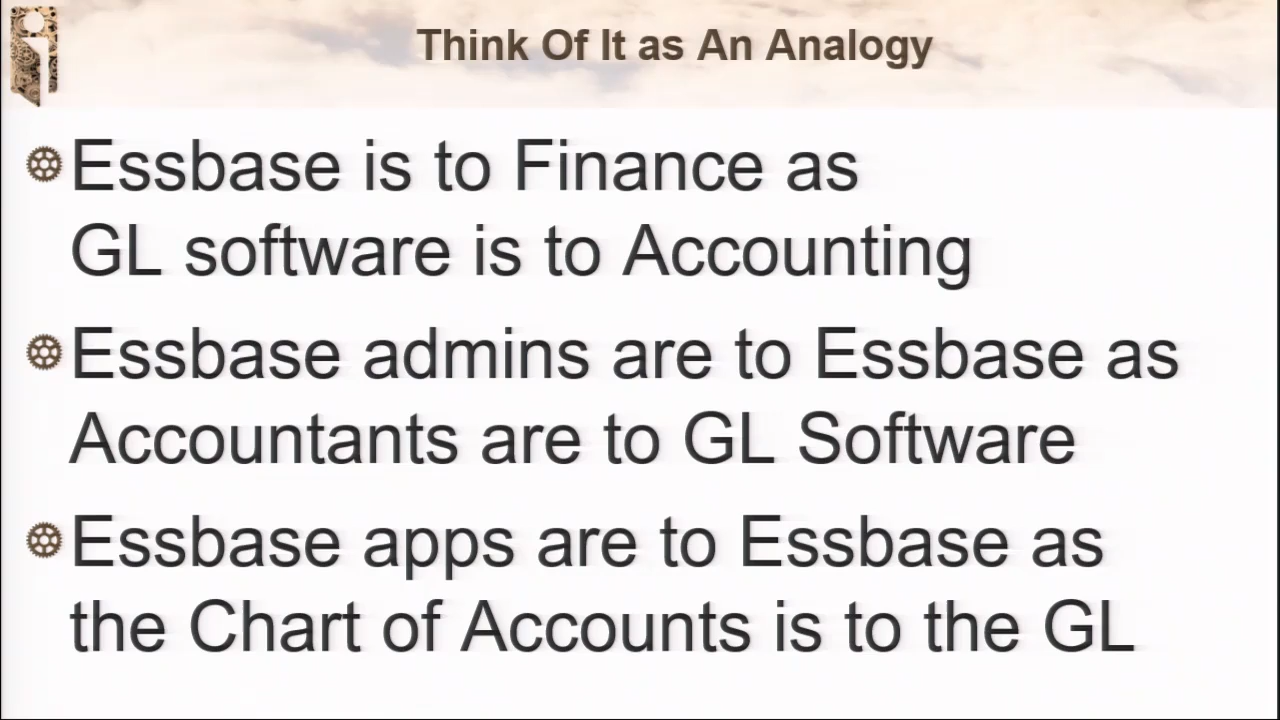 Think Of It as An Analogy
Essbase is to Finance as
GL software is to Accounting
Essbase admins are to Essbase as
Accountants are to GL Software
Essbase apps are to Essbase as
the Chart of Accounts is to the GL